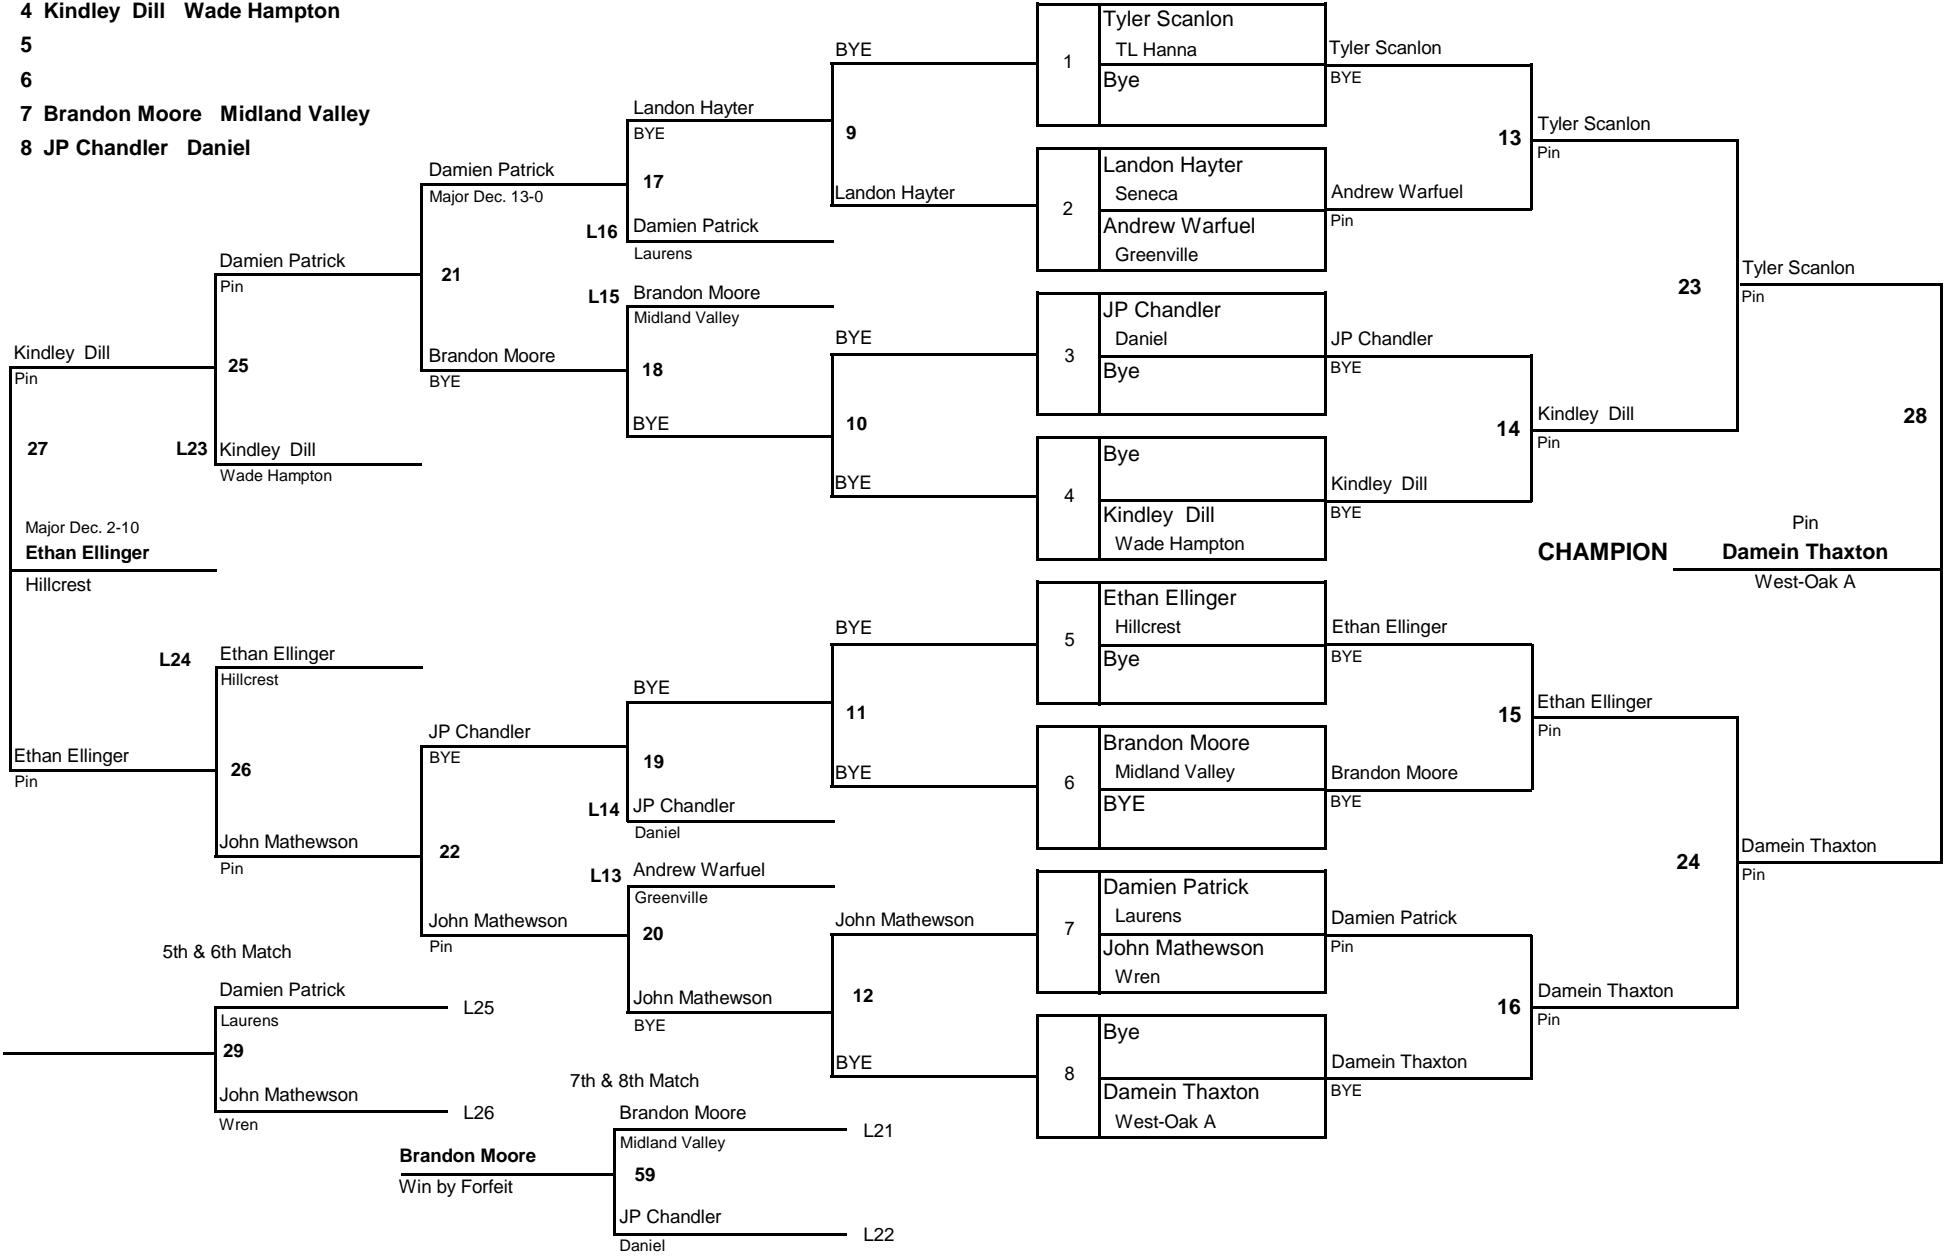 4 Kindley  Dill   Wade Hampton
5
6
7 Brandon Moore   Midland Valley
8 JP Chandler   Daniel
Kindley  Dill
Pin
27
Major Dec. 2-10
Ethan Ellinger
Hillcrest
Ethan Ellinger
Pin
Damien Patrick
Pin
25
L23 Kindley  Dill
Wade Hampton
L24 Ethan Ellinger
Hillcrest
26
John Mathewson
Pin
5th & 6th Match
Damien Patrick
L25
Laurens
29
John Mathewson
L26
Wren
Damien Patrick
Major Dec. 13-0
21
Brandon Moore
BYE
JP Chandler
BYE
22
John Mathewson
Pin
Landon Hayter
BYE
17
L16 Damien Patrick
Laurens
L15 Brandon Moore
Midland Valley
18
BYE
BYE
19
L14 JP Chandler
Daniel
L13 Andrew Warfuel
Greenville
20
John Mathewson
BYE
7th & 8th Match
Brandon Moore
L21
Midland Valley
Brandon Moore
59
Win by Forfeit
JP Chandler
L22
Daniel
BYE
9
Landon Hayter
BYE
10
BYE
BYE
11
BYE
John Mathewson
12
BYE
1
Tyler Scanlon
TL Hanna
Bye
2
Landon Hayter
Seneca
Andrew Warfuel
Greenville
3
JP Chandler
Daniel
Bye
4
Bye
Kindley  Dill
Wade Hampton
5
Ethan Ellinger
Hillcrest
Bye
6
Brandon Moore
Midland Valley
BYE
7
Damien Patrick
Laurens
John Mathewson
Wren
8
Bye
Damein Thaxton
West-Oak A
Tyler Scanlon
BYE
13
Andrew Warfuel
Pin
JP Chandler
BYE
14
Kindley  Dill
BYE
Ethan Ellinger
BYE
15
Brandon Moore
BYE
Damien Patrick
Pin
16
Damein Thaxton
BYE
Tyler Scanlon
Pin
23
Kindley  Dill
Pin
Ethan Ellinger
Pin
24
Damein Thaxton
Pin
Tyler Scanlon
Pin
28
Pin
CHAMPION Damein Thaxton
West-Oak A
Damein Thaxton
Pin